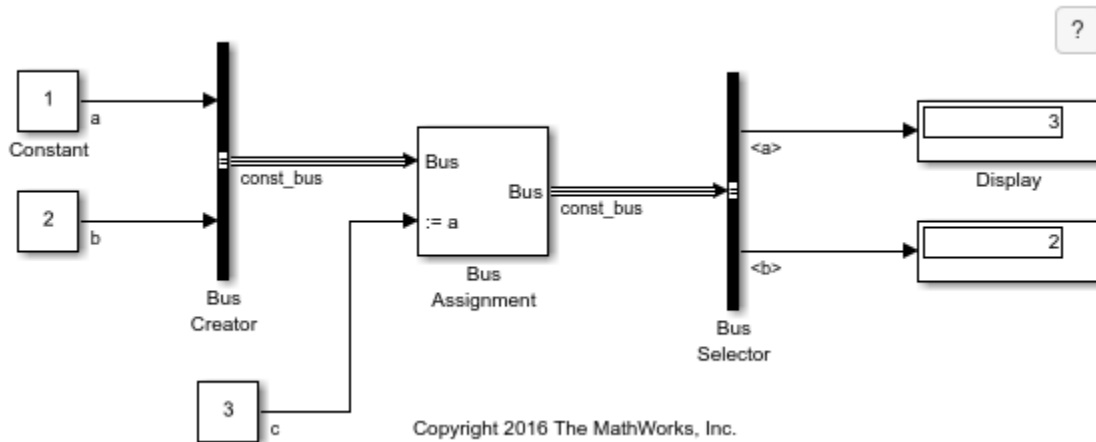 ?
1
a
Constant
2
b
Bus
Creator
const_bus
3
c
Bus
:= a
Bus
Bus
Assignment
const_bus
Bus
Selector
<a>
<b>
3
Display
2
Copyright 2016 The MathWorks, Inc.